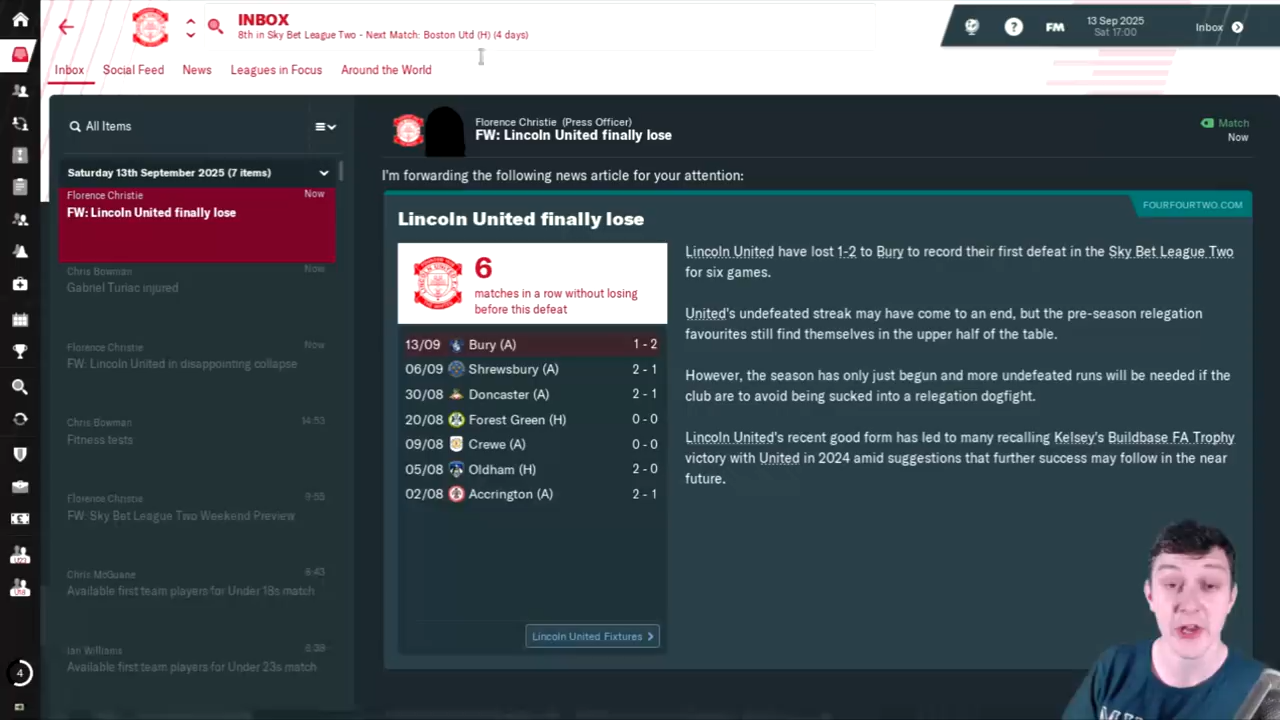 INBOX
8th in Sky Bet League Two - Next Match: Boston Utd (H) (4 days)
FM
13 Sep 2025
Sat 17:00
Inbox
Inbox
Social Feed
News
Leagues in Focus
Around the World
All Items
Saturday 13th September 2025 (7 items)
Florence Christie
Now
FW: Lincoln United finally lose
Chris Bowman
Now
Gabriel Turiac injured
Florence Christie
Now
FW: Lincoln United in disappointing collapse
Chris Bowman
14:53
Fitness tests
Florence Christie
9:55
FW: Sky Bet League Two Weekend Preview
Chris McGuane
8:43
Available first team players for Under 18s match
Ian Williams
Available first team players for Under 23s match
Florence Christie (Press Officer)
FW: Lincoln United finally lose
Match
Now
I'm forwarding the following news article for your attention:
FOURFOURTWO.COM
Lincoln United finally lose
6
matches in a row without losing
before this defeat
13/09 Bury (A) 1 - 2
06/09 Shrewsbury (A) 2 - 1
30/08 Doncaster (A) 2 - 1
20/08 Forest Green (H) 0 - 0
09/08 Crewe (A) 0 - 0
05/08 Oldham (H) 2 - 0
02/08 Accrington (A) 2 - 1
Lincoln United Fixtures
Lincoln United have lost 1-2 to Bury to record their first defeat in the Sky Bet League Two
for six games.
United's undefeated streak may have come to an end, but the pre-season relegation
favourites still find themselves in the upper half of the table.
However, the season has only just begun and more undefeated runs will be needed if the
club are to avoid being sucked into a relegation dogfight.
Lincoln United's recent good form has led to many recalling Kelsey's Buildbase FA Trophy
victory with United in 2024 amid suggestions that further success may follow in the near
future.
U23
U18
4